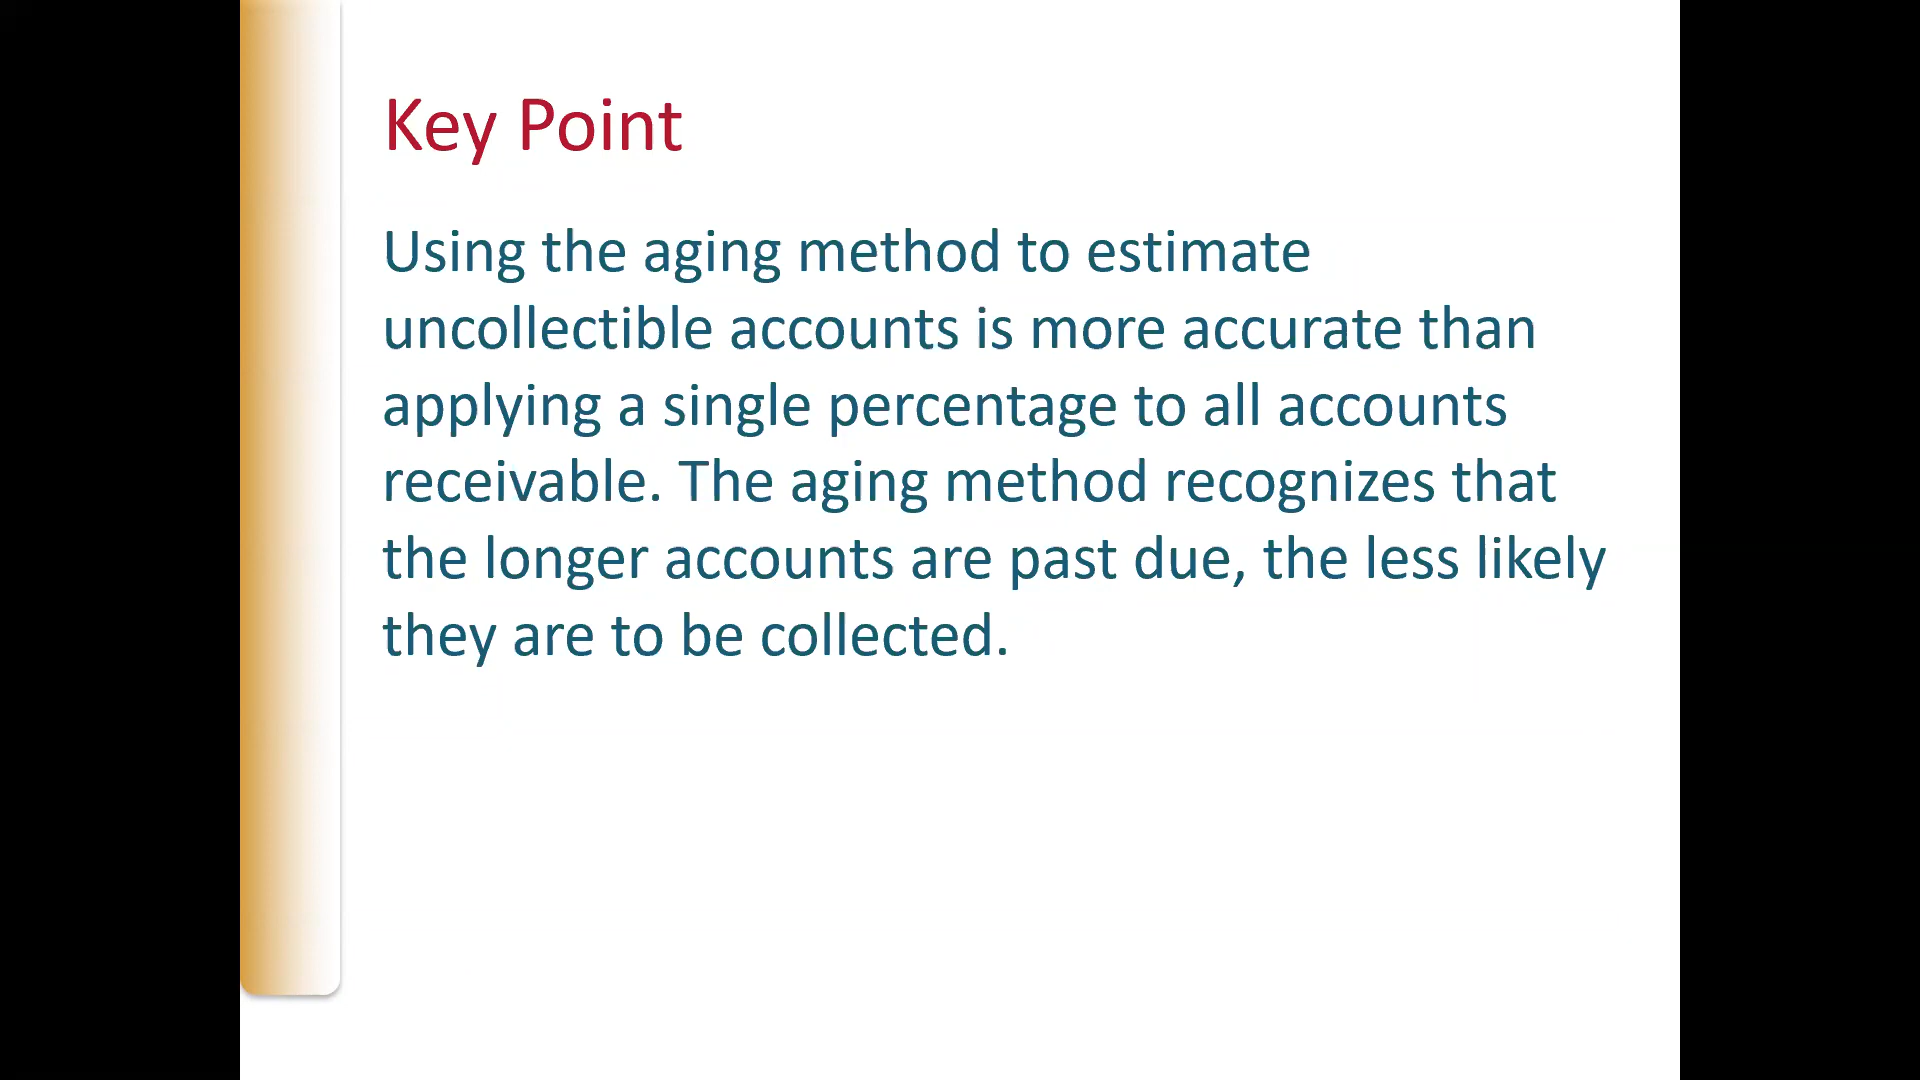 Key Point
Using the aging method to estimate
uncollectible accounts is more accurate than
applying a single percentage to all accounts
receivable. The aging method recognizes that
the longer accounts are past due, the less likely
they are to be collected.